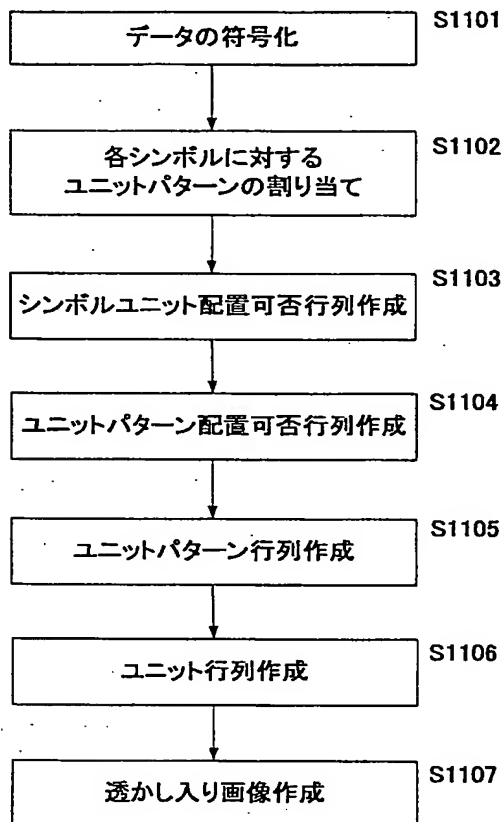 データの符号化
S1101
各シンボルに対する
ユニットパターンの割り当て
S1102
シンボルユニット配置可否行列作成
S1103
ユニットパターン配置可否行列作成
S1104
ユニットパターン行列作成
S1105
ユニット行列作成
S1106
透かし入り画像作成
S1107